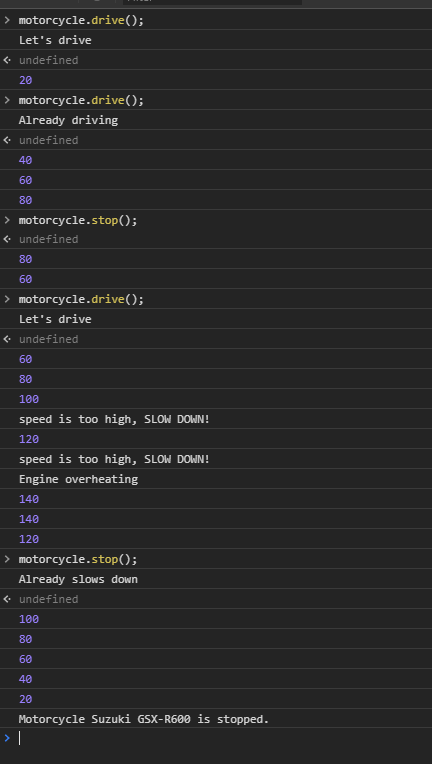 motorcycle.drive();
Let's drive
undefined
20
motorcycle.drive();
Already driving
undefined
40
60
80
motorcycle.stop();
undefined
80
60
motorcycle.drive();
Let's drive
undefined
60
80
100
speed is too high, SLOW DOWN!
120
speed is too high, SLOW DOWN!
Engine overheating
140
140
120
motorcycle.stop();
Already slows down
undefined
100
80
60
40
20
Motorcycle Suzuki GSX-R600 is stopped.